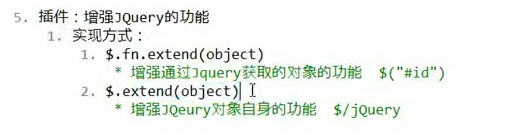 5. 插件：增强JQuery的功能
1. 实现方式：
1. $.fn.extend(object)
* 增强通过Jquery获取的对象的功能  $("#id")
2. $.extend(object)
* 增强JQeury对象自身的功能  $/jQuery